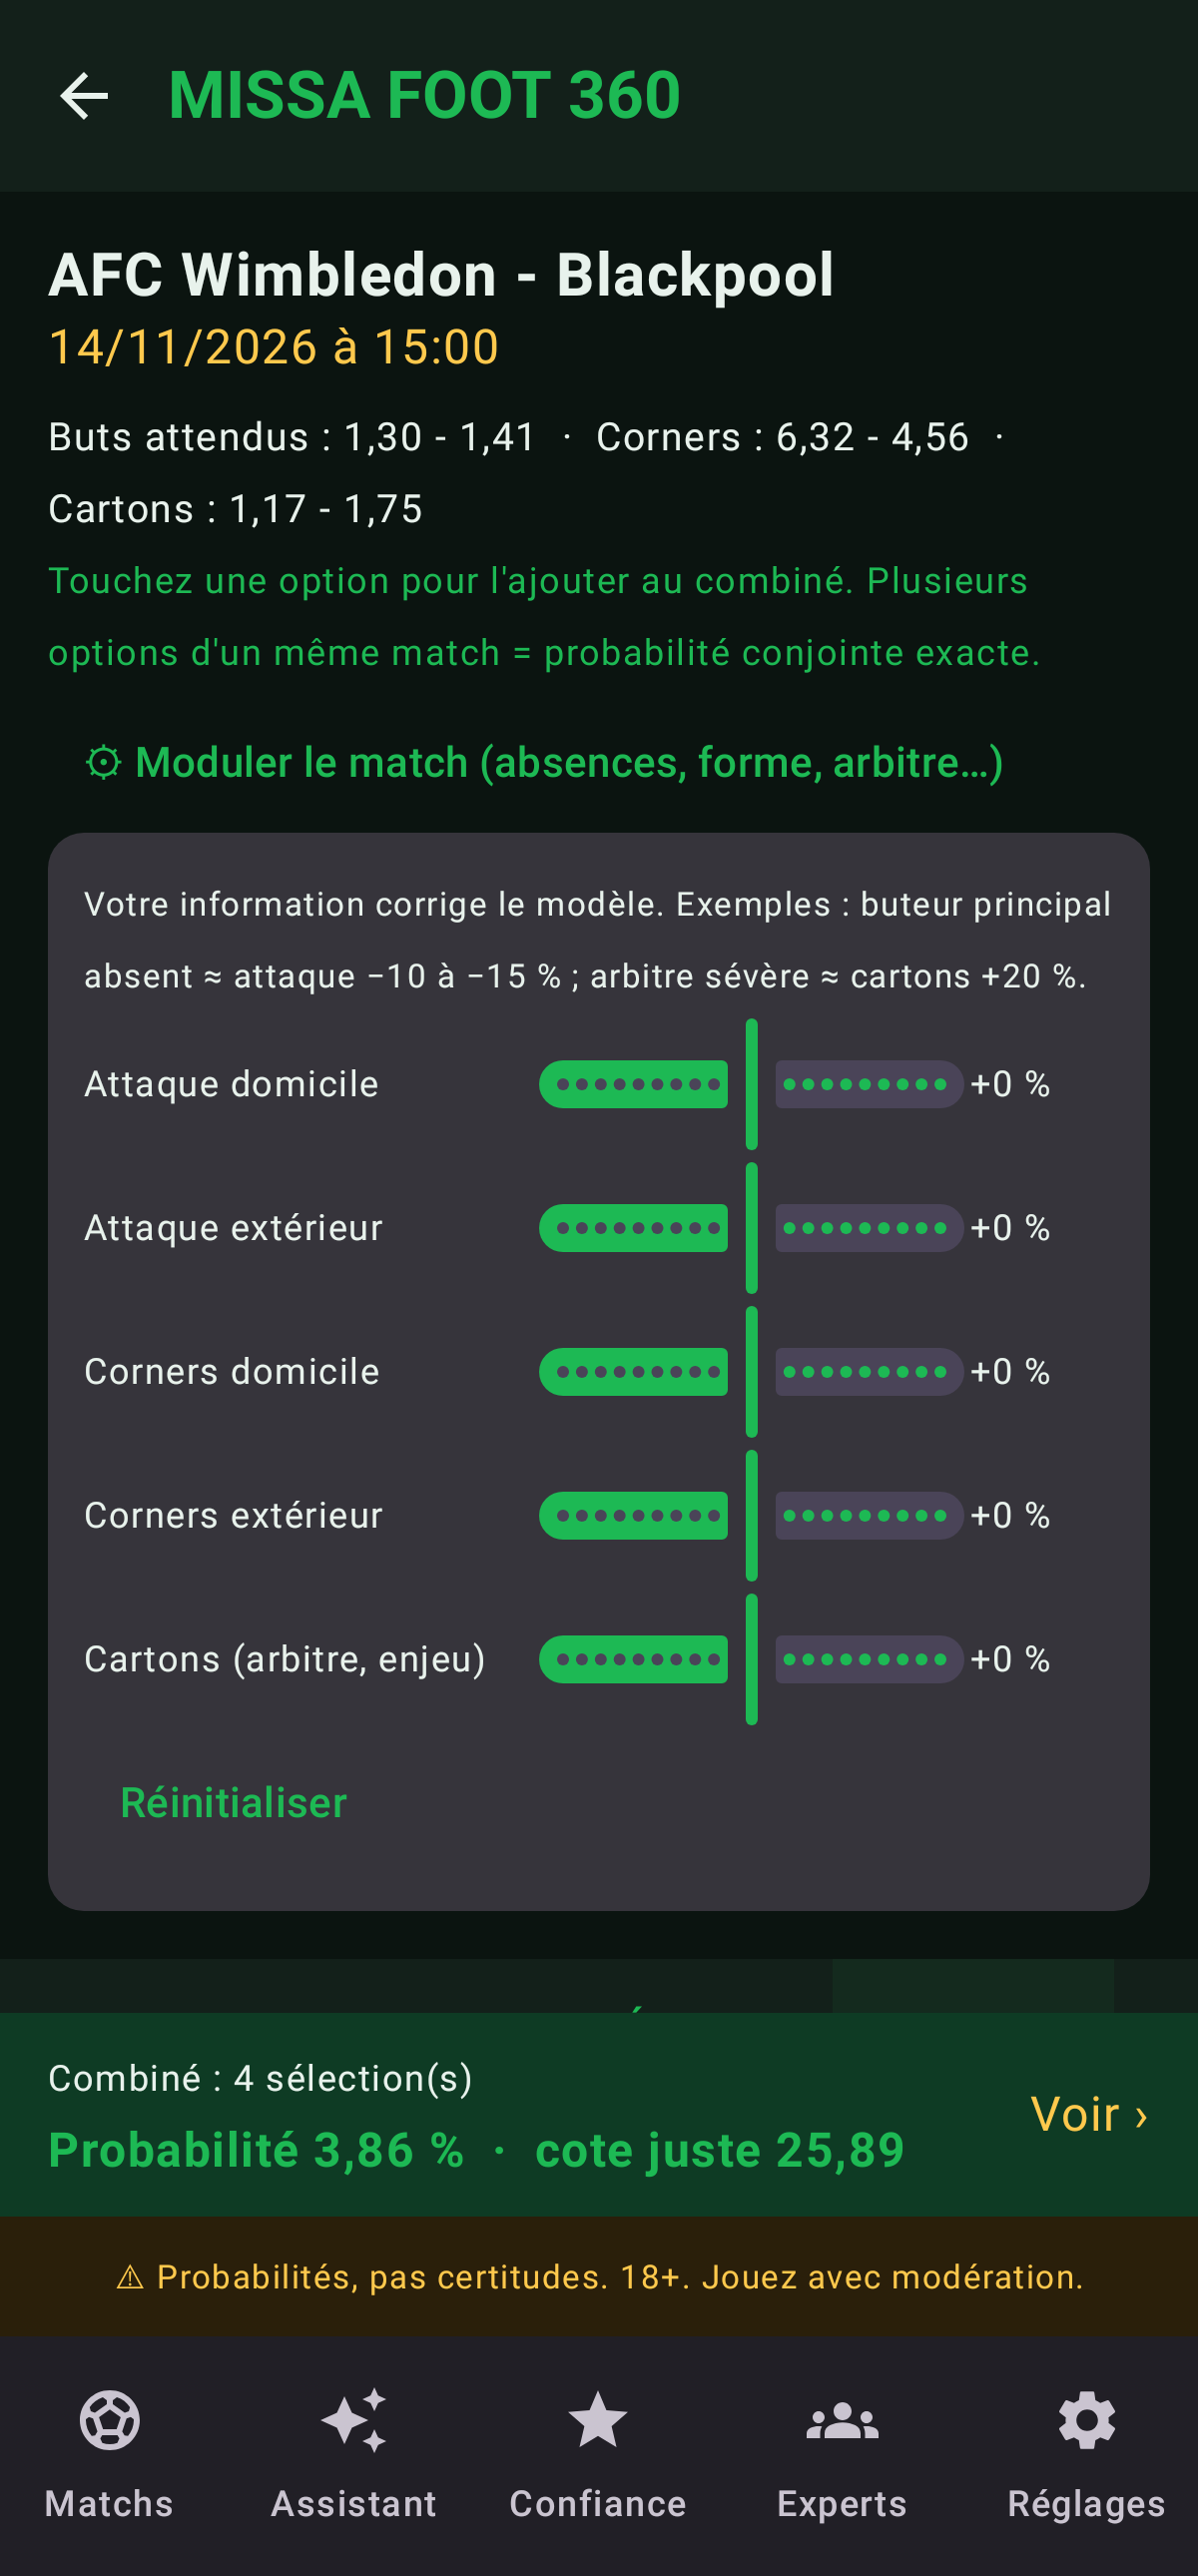 MISSA FOOT 360
AFC Wimbledon - Blackpool
14/11/2026 à 15:00
Buts attendus : 1,30 - 1,41 · Corners : 6,32 - 4,56 ·
Cartons : 1,17 - 1,75
Touchez une option pour l'ajouter au combiné. Plusieurs
options d'un même match = probabilité conjointe exacte.
Moduler le match (absences, forme, arbitre…)
Votre information corrige le modèle. Exemples : buteur principal
absent ≈ attaque −10 à −15 % ; arbitre sévère ≈ cartons +20 %.
Attaque domicile +0 %
Attaque extérieur +0 %
Corners domicile +0 %
Corners extérieur +0 %
Cartons (arbitre, enjeu) +0 %
Réinitialiser
Combiné : 4 sélection(s)
Probabilité 3,86 % · cote juste 25,89
Voir ›
⚠ Probabilités, pas certitudes. 18+. Jouez avec modération.
Matchs Assistant Confiance Experts Réglages